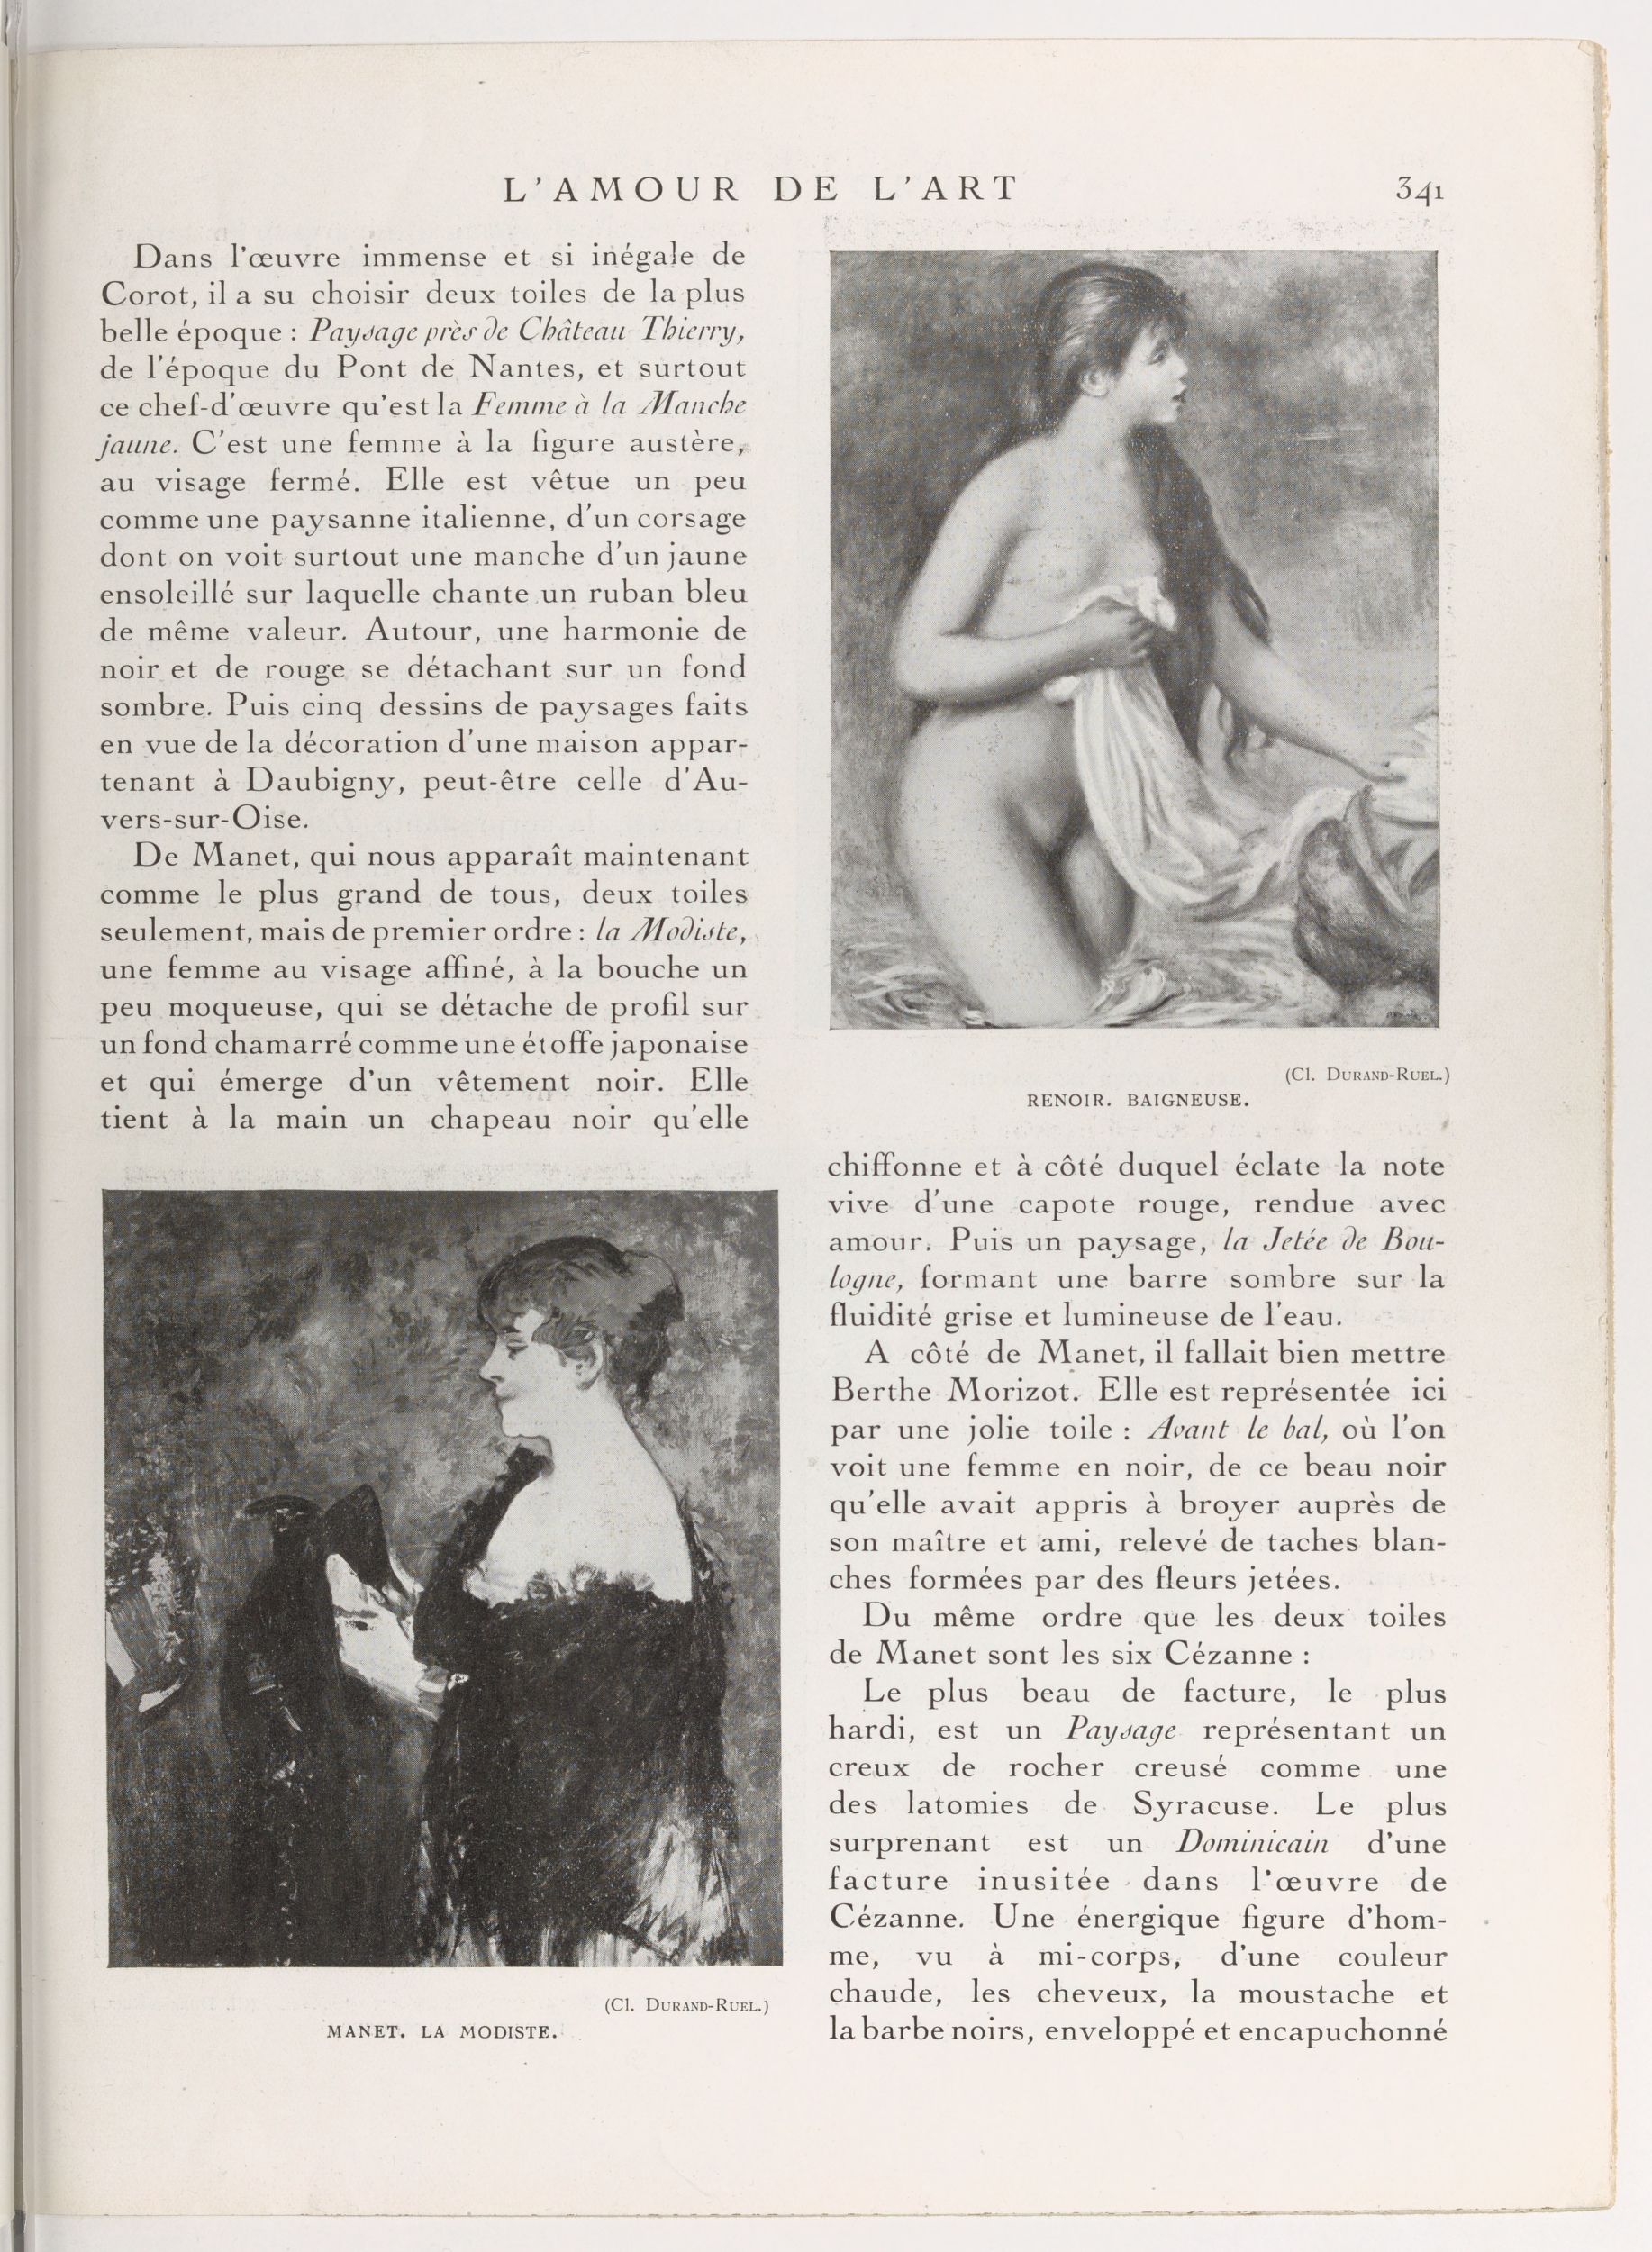 L'AMOUR DE L'ART
341
Dans l'œuvre immense et si inégale de
Corot, il a su choisir deux toiles de la plus
belle époque : Paysage près de Château Thierry,
de l'époque du Pont de Nantes, et surtout
ce chef-d'œuvre qu'est la Femme à la Manche
jaune. C'est une femme à la figure austère,
au visage fermé. Elle est vêtue un peu
comme une paysanne italienne, d'un corsage
dont on voit surtout une manche d'un jaune
ensoleillé sur laquelle chante un ruban bleu
de même valeur. Autour, une harmonie de
noir et de rouge se détachant sur un fond
sombre. Puis cinq dessins de paysages faits
en vue de la décoration d'une maison appar-
tenant à Daubigny, peut-être celle d'Au-
vers-sur-Oise.
De Manet, qui nous apparaît maintenant
comme le plus grand de tous, deux toiles
seulement, mais de premier ordre : la Modiste,
une femme au visage affiné, à la bouche un
peu moqueuse, qui se détache de profil sur
un fond chamarré comme une étoffe japonaise
et qui émerge d'un vêtement noir. Elle
tient à la main un chapeau noir qu'elle
(Cl. DURAND-RUEL.)
MANET. LA MODISTE.
(Cl. DURAND-RUEL.)
RENOIR. BAIGNEUSE.
chiffonne et à côté duquel éclate la note
vive d'une capote rouge, rendue avec
amour. Puis un paysage, la Jetée de Bou-
logne, formant une barre sombre sur la
fluidité grise et lumineuse de l'eau.
A côté de Manet, il fallait bien mettre
Berthe Morizot. Elle est représentée ici
par une jolie toile : Avant le bal, où l'on
voit une femme en noir, de ce beau noir
qu'elle avait appris à broyer auprès de
son maître et ami, relevé de taches blan-
ches formées par des fleurs jetées.
Du même ordre que les deux toiles
de Manet sont les six Cézanne :
Le plus beau de facture, le plus
hardi, est un Paysage représentant un
creux de rocher creusé comme une
des latomies de Syracuse. Le plus
surprenant est un Dominicain d'une
facture inusitée dans l'œuvre de
Cézanne. Une énergique figure d'hom-
me, vu à mi-corps, d'une couleur
chaude, les cheveux, la moustache et
la barbe noirs, enveloppé et encapuchonné